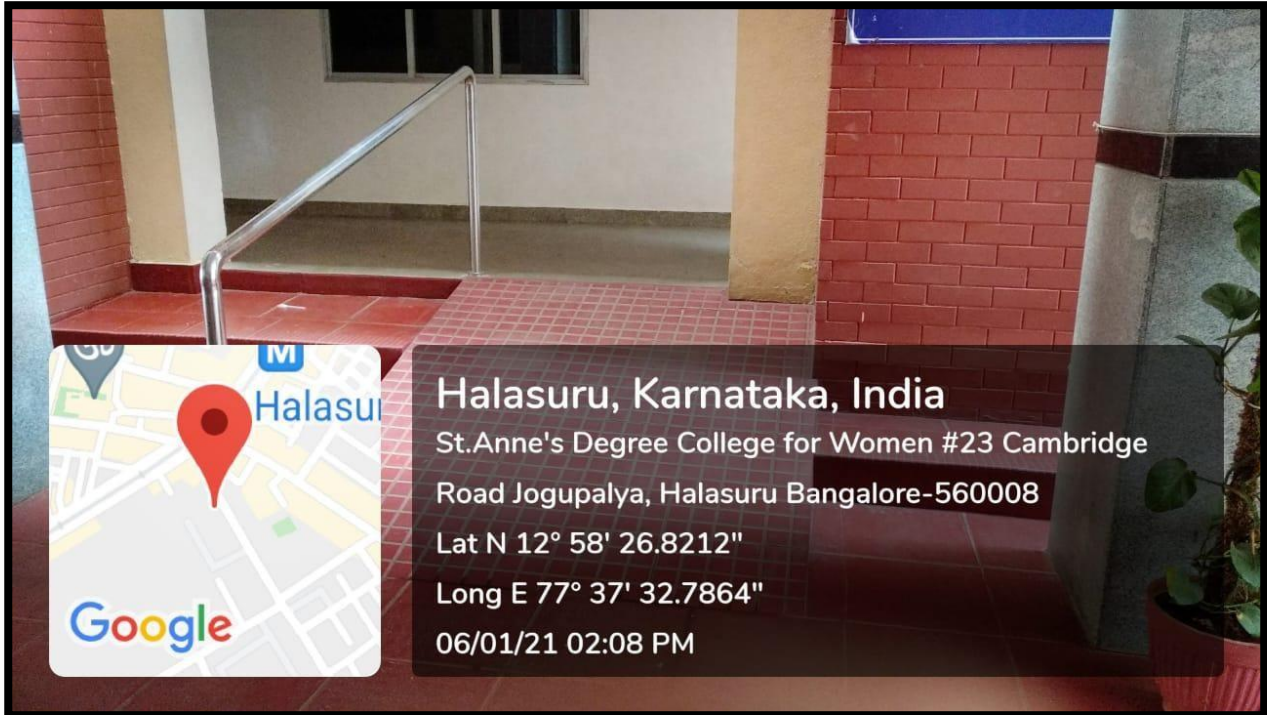 M
Halasu
Google
Halasuru, Karnataka, India
St.Anne's Degree College for Women #23 Cambridge
Road Jogupalya, Halasuru Bangalore-560008
Lat N 12° 58' 26.8212"
Long E 77° 37' 32.7864"
06/01/21 02:08 PM